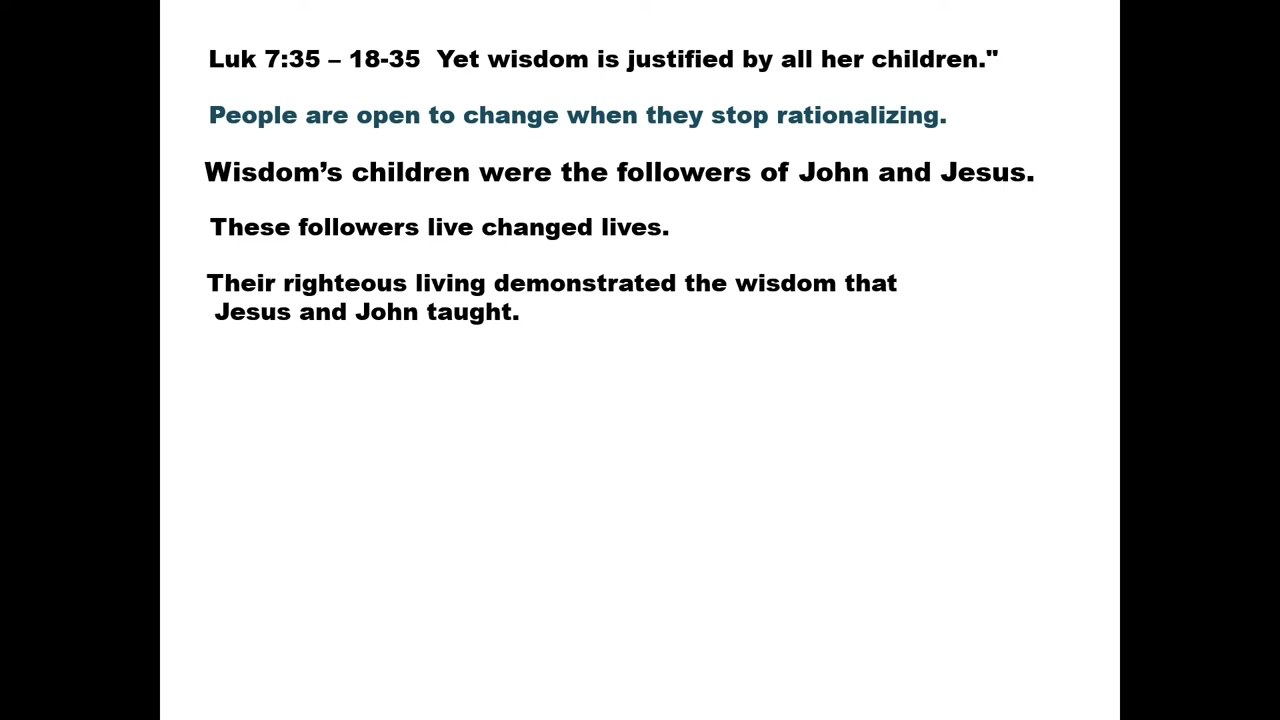 Luk 7:35 – 18-35  Yet wisdom is justified by all her children."
People are open to change when they stop rationalizing.
Wisdom’s children were the followers of John and Jesus.
These followers live changed lives.
Their righteous living demonstrated the wisdom that
Jesus and John taught.